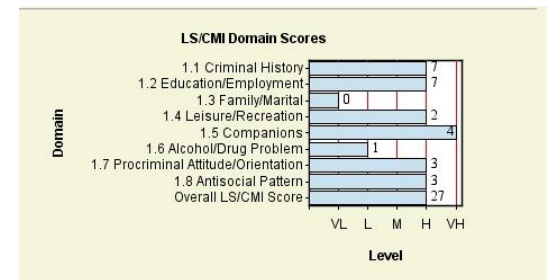 LS/CMI Domain Scores
1.1 Criminal History 7
1.2 Education/Employment 7
1.3 Family/Marital 0
1.4 Leisure/Recreation 2
1.5 Companions 4
1.6 Alcohol/Drug Problem 1
1.7 Procriminal Attitude/Orientation 3
1.8 Antisocial Pattern 3
Overall LS/CMI Score 27
Domain
VL L M H VH
Level